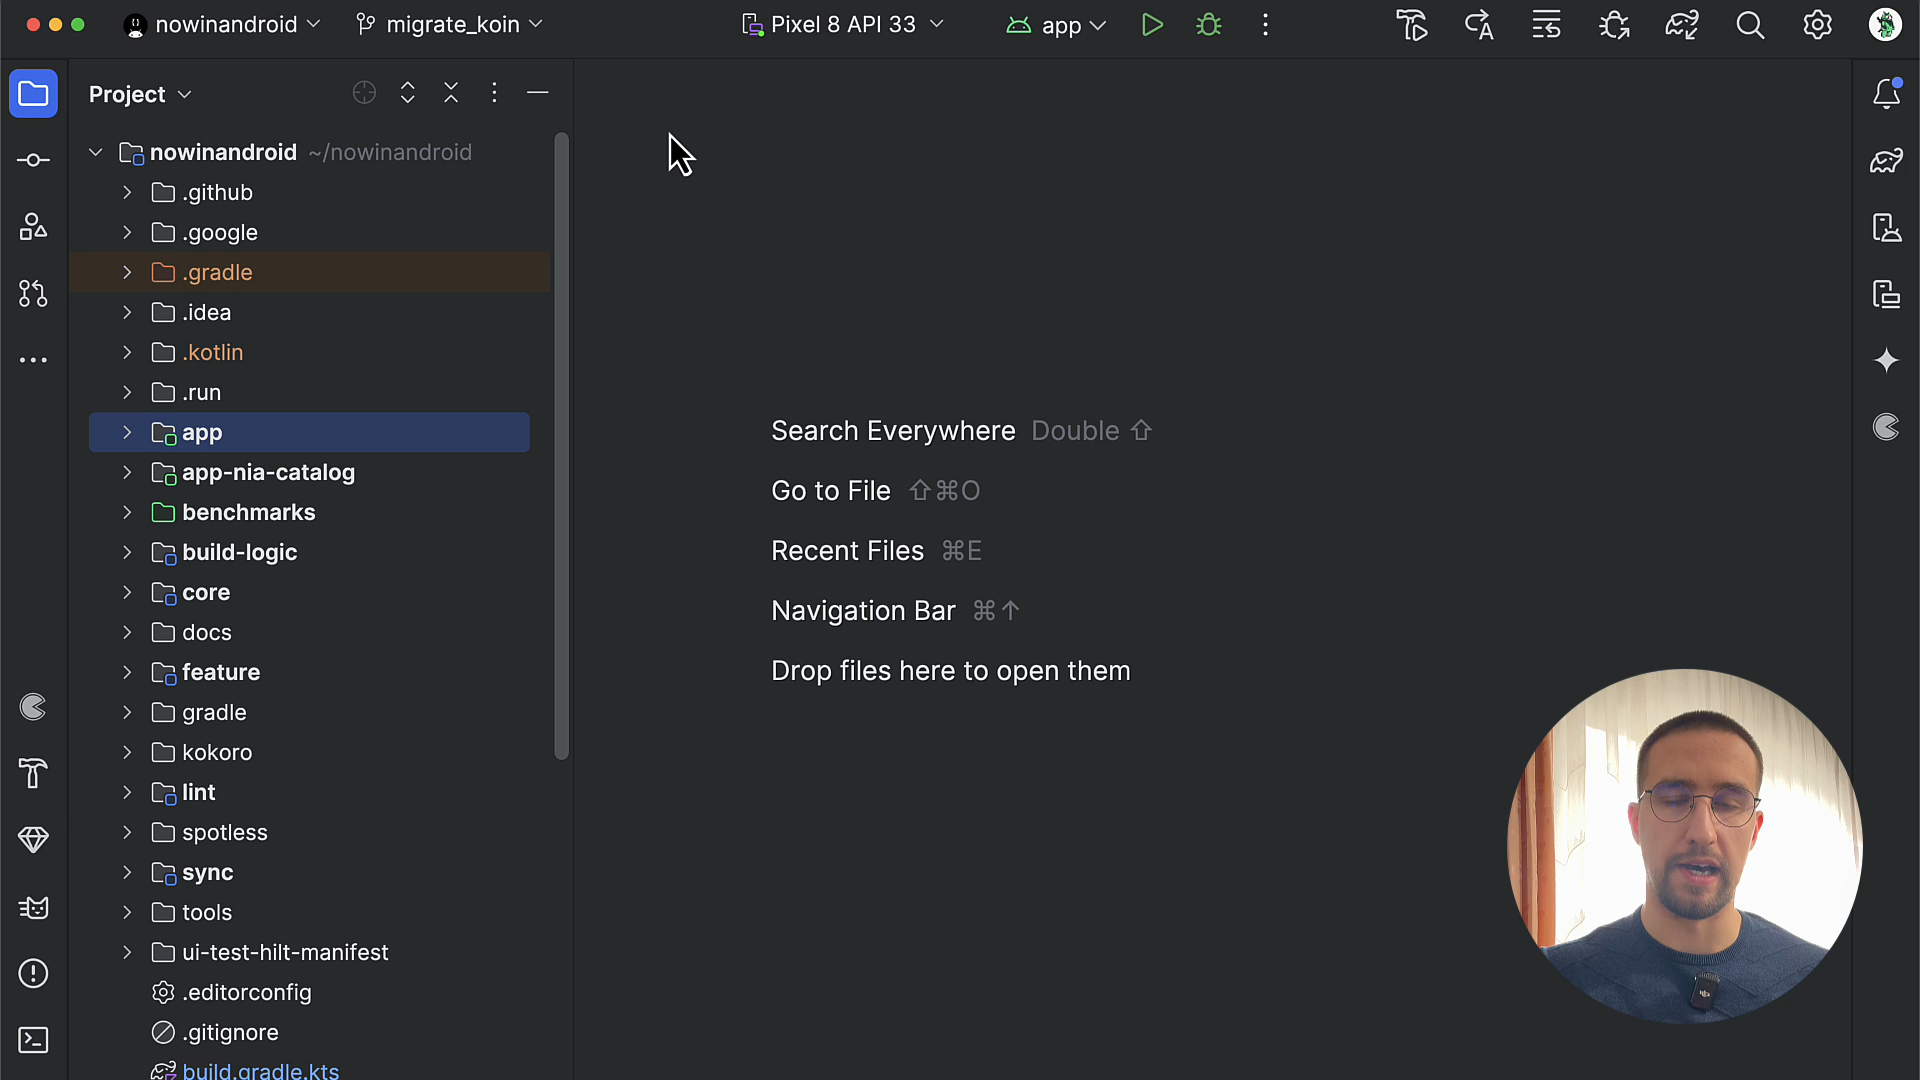 nowinandroid
migrate_koin
Pixel 8 API 33
app
Project
nowinandroid ~/nowinandroid
.github
.google
.gradle
.idea
.kotlin
.run
app
app-nia-catalog
benchmarks
build-logic
core
docs
feature
gradle
kokoro
lint
spotless
sync
tools
ui-test-hilt-manifest
.editorconfig
.gitignore
build.gradle.kts
Search Everywhere Double ⇧
Go to File ⇧⌘O
Recent Files ⌘E
Navigation Bar ⌘↑
Drop files here to open them